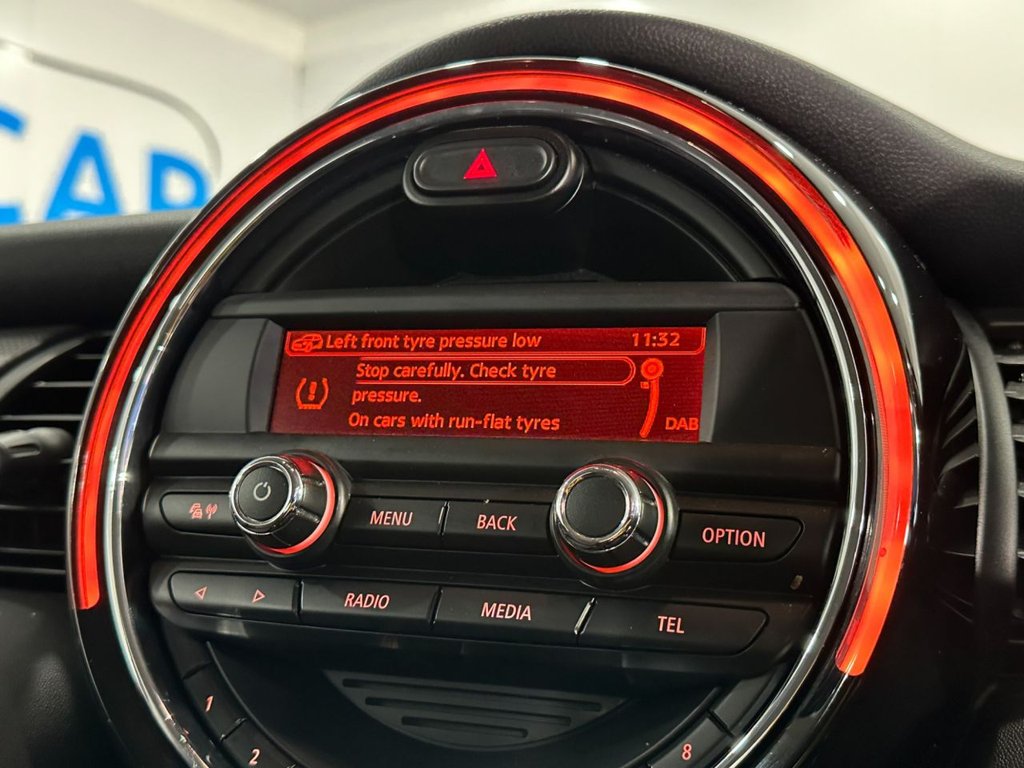 CAR
Left front tyre pressure low 11:32
Stop carefully. Check tyre
pressure.
On cars with run-flat tyres
DAB
MENU
BACK
OPTION
RADIO
MEDIA
TEL
1
2
8